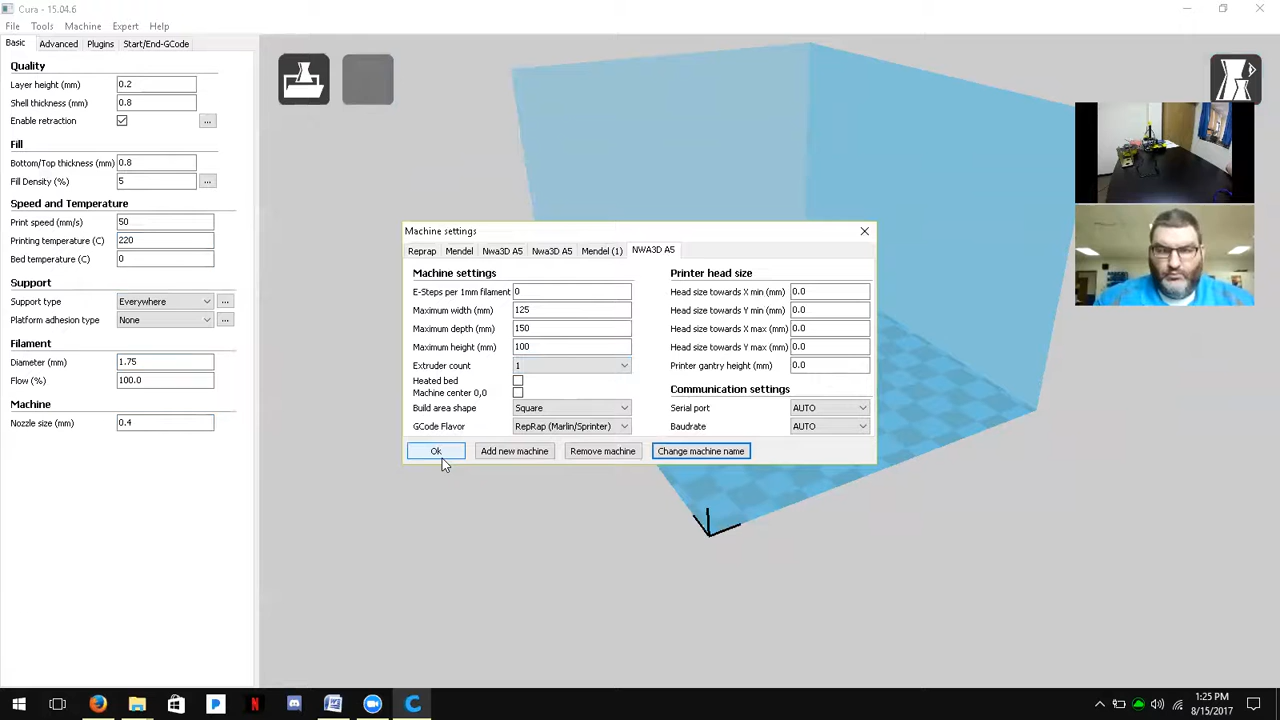 Cura - 15.04.6
File Tools Machine Expert Help
Basic Advanced Plugins Start/End-GCode
Quality
Layer height (mm) 0.2
Shell thickness (mm) 0.8
Enable retraction ...
Fill
Bottom/Top thickness (mm) 0.8
Fill Density (%) 5 ...
Speed and Temperature
Print speed (mm/s) 50
Printing temperature (C) 220
Bed temperature (C) 0
Support
Support type Everywhere ...
Platform adhesion type None ...
Filament
Diameter (mm) 1.75
Flow (%) 100.0
Machine
Nozzle size (mm) 0.4
Machine settings
Reprap Mendel Nwa3D A5 Nwa3D A5 Mendel (1) NWA3D A5
Machine settings
E-Steps per 1mm filament 0
Maximum width (mm) 125
Maximum depth (mm) 150
Maximum height (mm) 100
Extruder count 1
Heated bed
Machine center 0,0
Build area shape Square
GCode Flavor RepRap (Marlin/Sprinter)
Printer head size
Head size towards X min (mm) 0.0
Head size towards Y min (mm) 0.0
Head size towards X max (mm) 0.0
Head size towards Y max (mm) 0.0
Printer gantry height (mm) 0.0
Communication settings
Serial port AUTO
Baudrate AUTO
Ok Add new machine Remove machine Change machine name
1:25 PM
8/15/2017